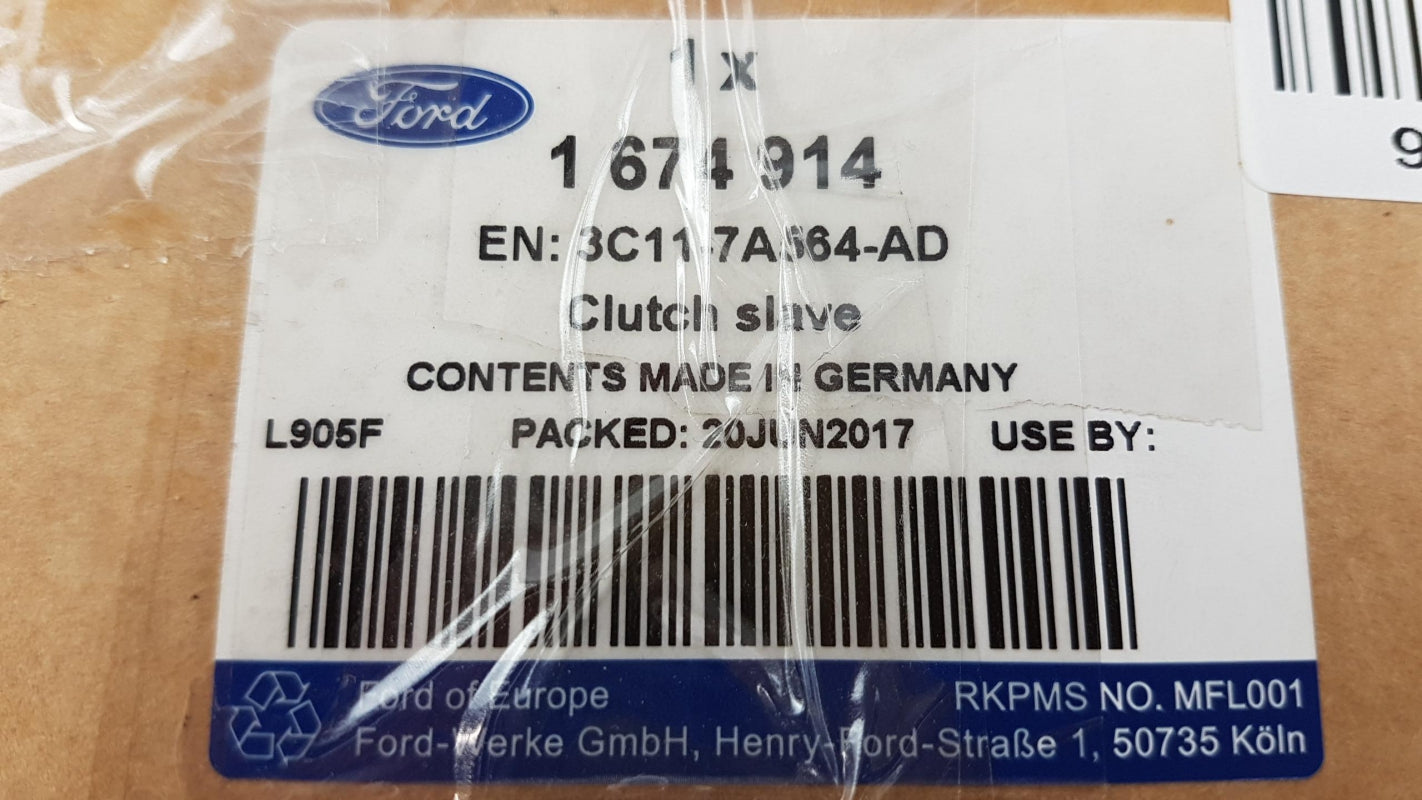 1 x
Ford
1 674 914
EN: 3C11-7A564-AD
Clutch slave
CONTENTS MADE IN GERMANY
L905F PACKED: 20JUN2017 USE BY:
9
Ford of Europe RKPMS NO. MFL001
Ford-Werke GmbH, Henry-Ford-Straße 1, 50735 Köln